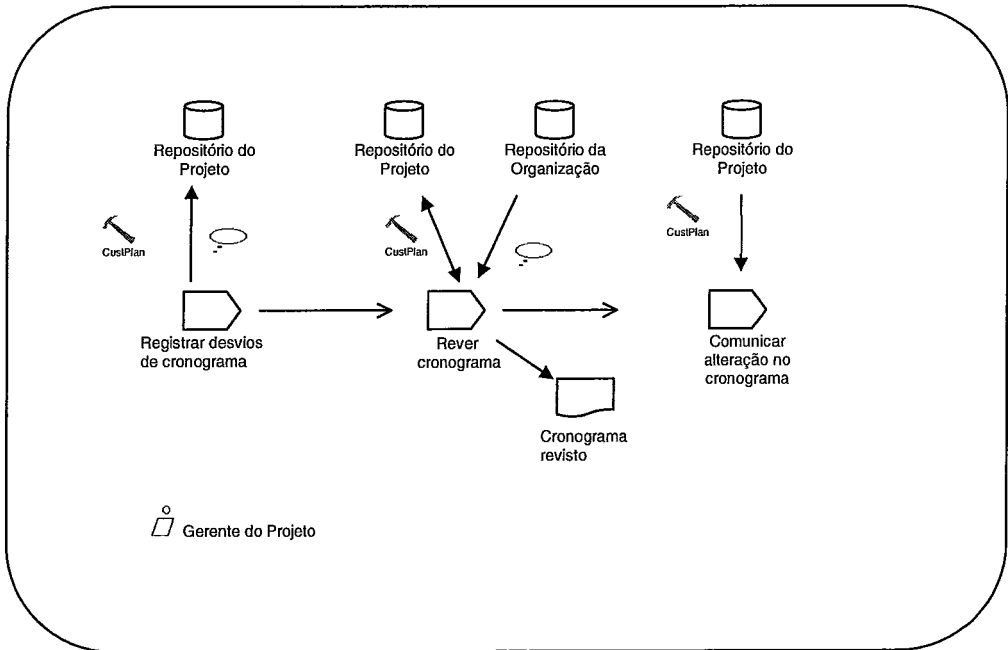 Repositório do
Projeto
Repositório do
Projeto
Repositório da
Organização
Repositório do
Projeto
CustPlan
CustPlan
CustPlan
Registrar desvios
de cronograma
Rever
cronograma
Comunicar
alteração no
cronograma
Cronograma
revisto
Gerente do Projeto